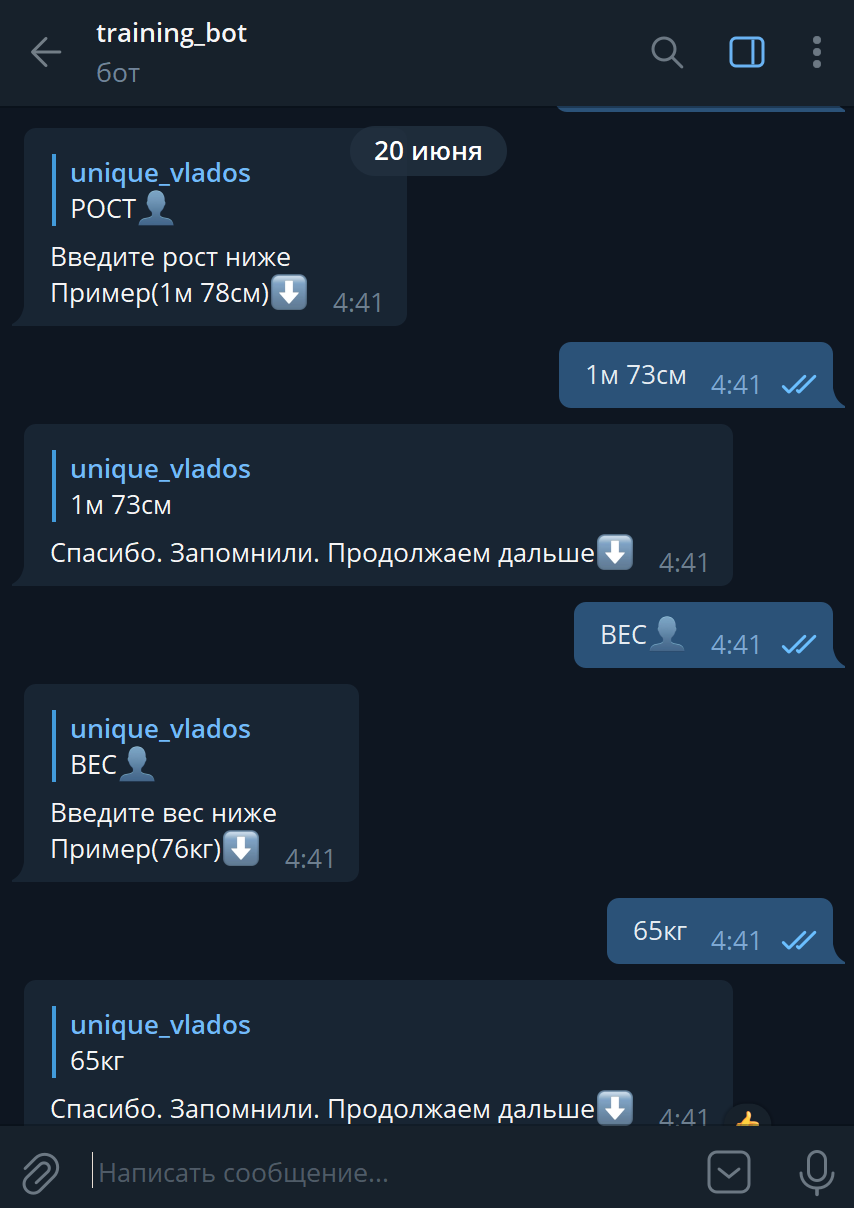 training_bot
бот
20 июня
unique_vlados
РОСТ👤
Введите рост ниже
Пример(1м 78см)⬇️ 4:41
1м 73см 4:41
unique_vlados
1м 73см
Спасибо. Запомнили. Продолжаем дальше⬇️ 4:41
ВЕС👤 4:41
unique_vlados
ВЕС👤
Введите вес ниже
Пример(76кг)⬇️ 4:41
65кг 4:41
unique_vlados
65кг
Спасибо. Запомнили. Продолжаем дальше⬇️ 4:41
Написать сообщение...